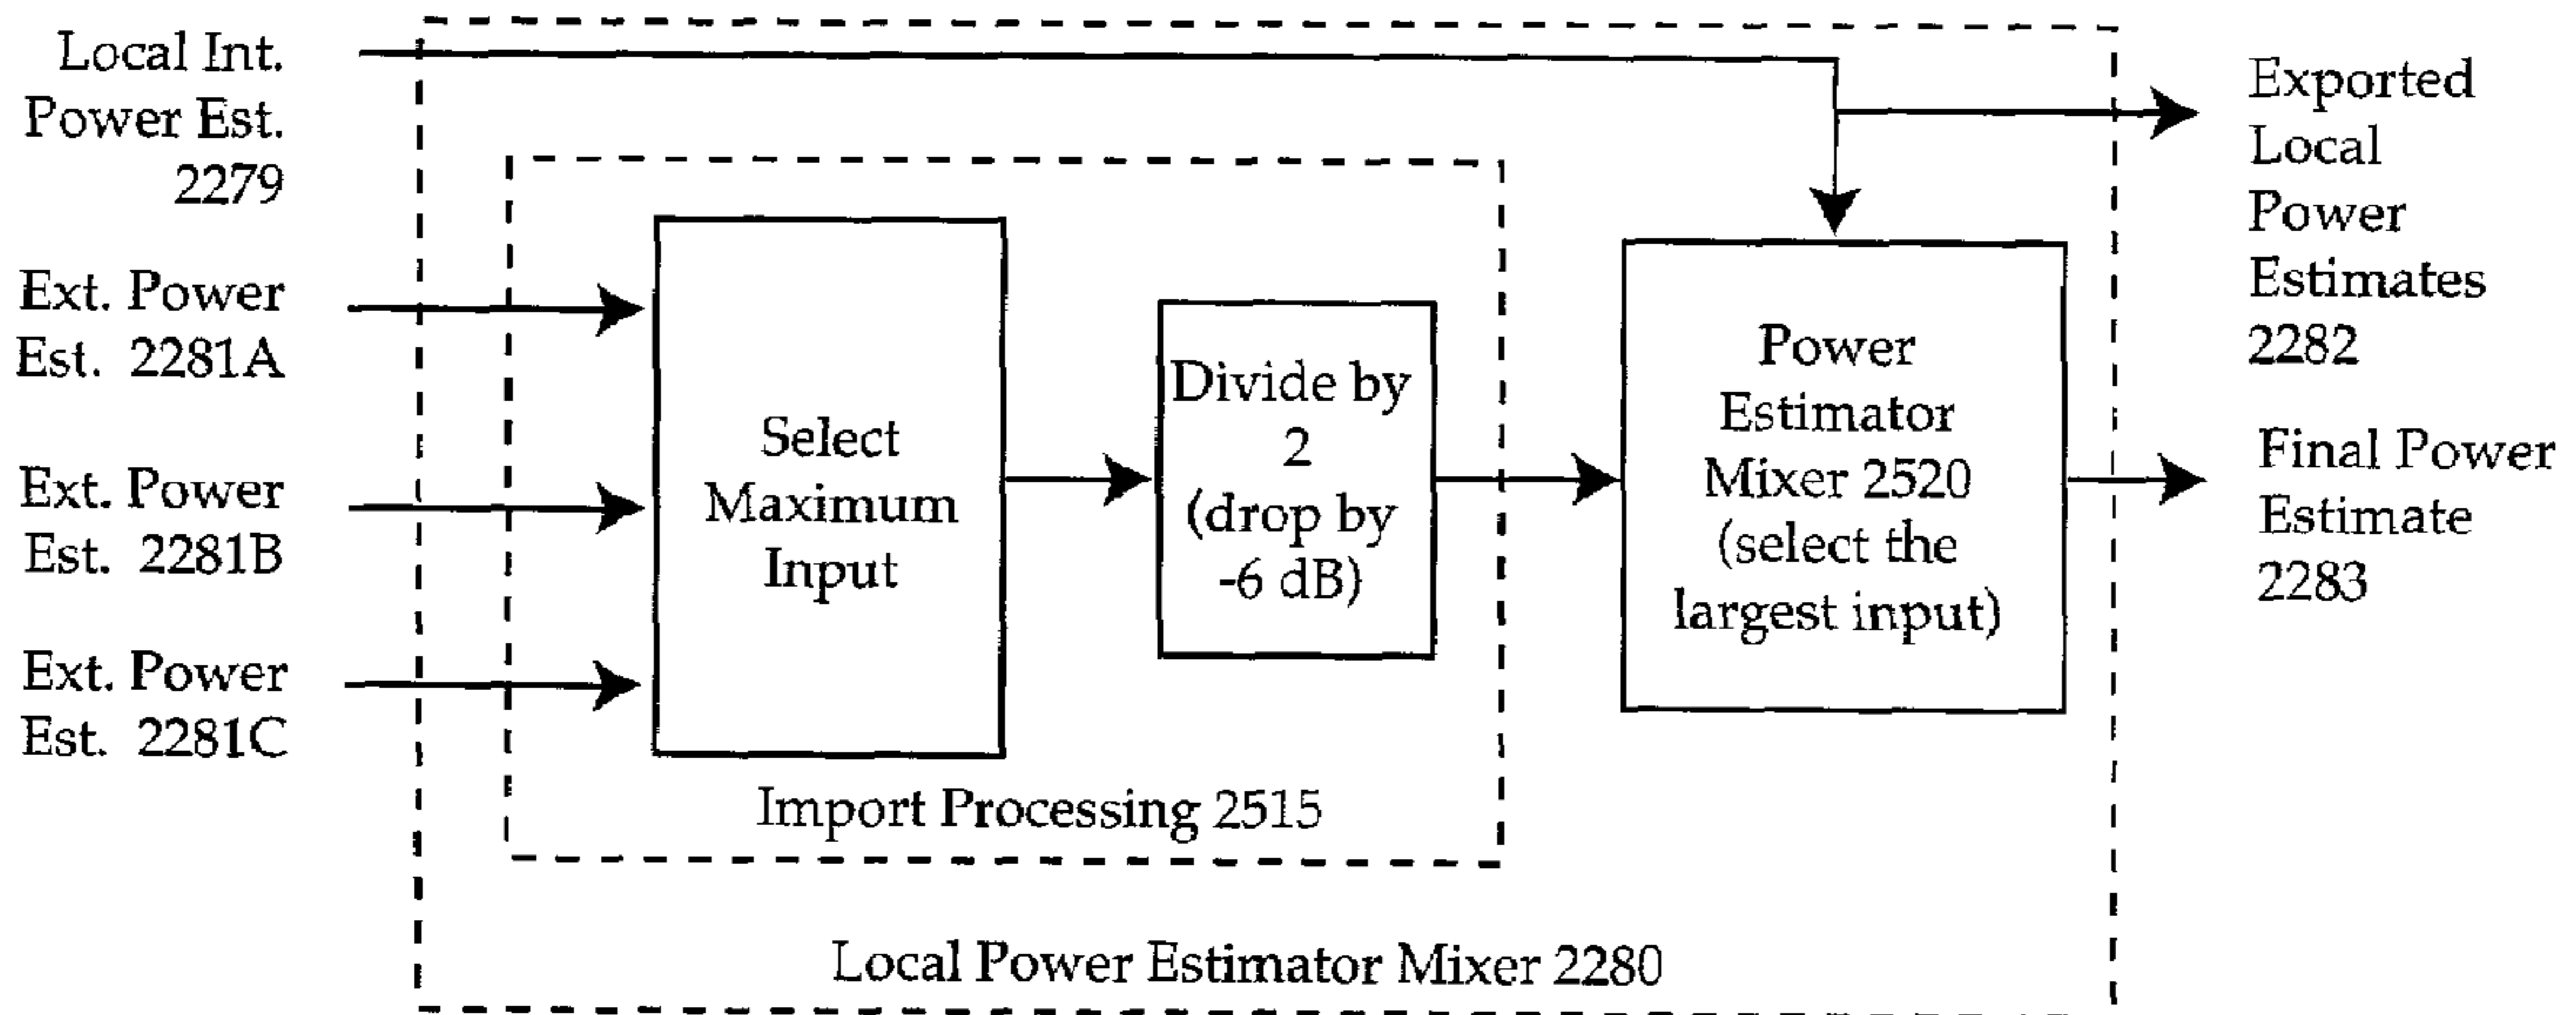 Local Int.
Power Est.
2279
Ext. Power
Est. 2281A
Ext. Power
Est. 2281B
Ext. Power
Est. 2281C
Select
Maximum
Input
Divide by
2
(drop by
-6 dB)
Import Processing 2515
Power
Estimator
Mixer 2520
(select the
largest input)
Local Power Estimator Mixer 2280
Exported
Local
Power
Estimates
2282
Final Power
Estimate
2283